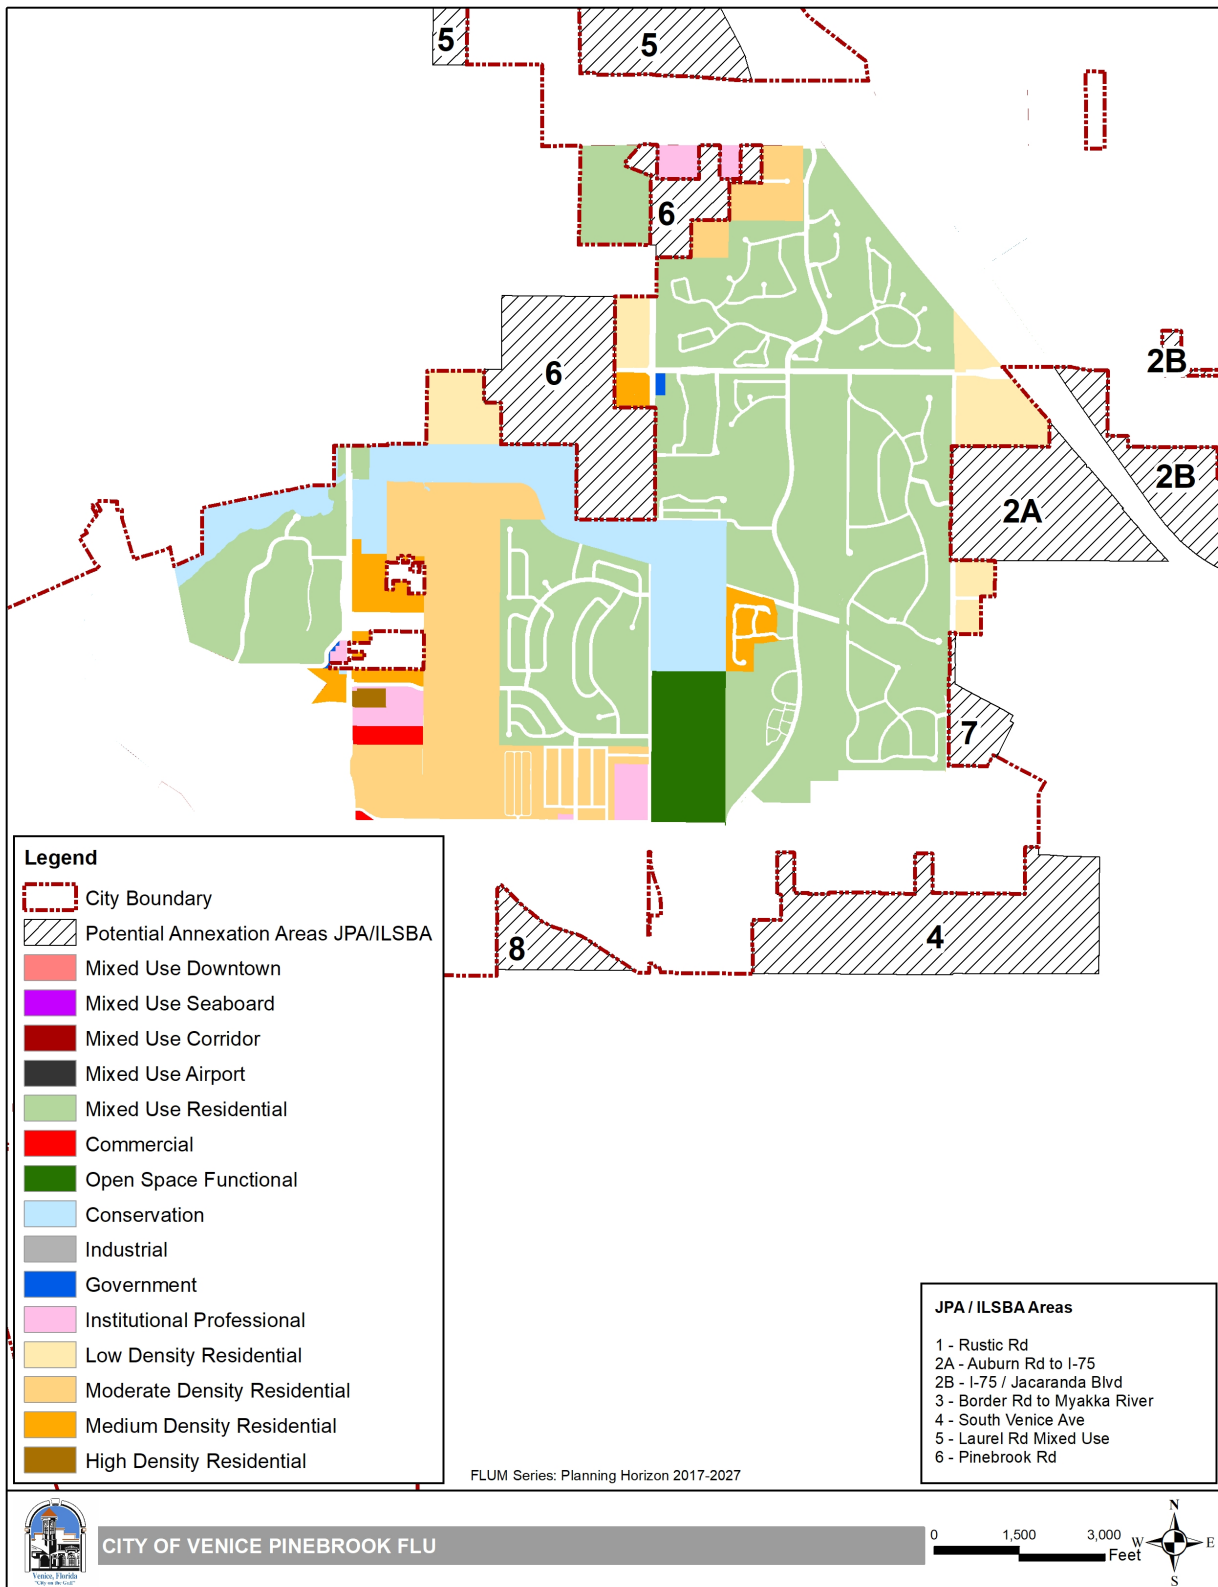 5
5
6
2B
6
2B
2A
7
4
8
Legend
City Boundary
Potential Annexation Areas JPA/ILSBA
Mixed Use Downtown
Mixed Use Seaboard
Mixed Use Corridor
Mixed Use Airport
Mixed Use Residential
Commercial
Open Space Functional
Conservation
Industrial
Government
Institutional Professional
Low Density Residential
Moderate Density Residential
Medium Density Residential
High Density Residential
FLUM Series: Planning Horizon 2017-2027
JPA / ILSBA Areas
1 - Rustic Rd
2A - Auburn Rd to I-75
2B - I-75 / Jacaranda Blvd
3 - Border Rd to Myakka River
4 - South Venice Ave
5 - Laurel Rd Mixed Use
6 - Pinebrook Rd
Venice, Florida
"City on the Gulf"
CITY OF VENICE PINEBROOK FLU
0 1,500 3,000
Feet
N
W E
S